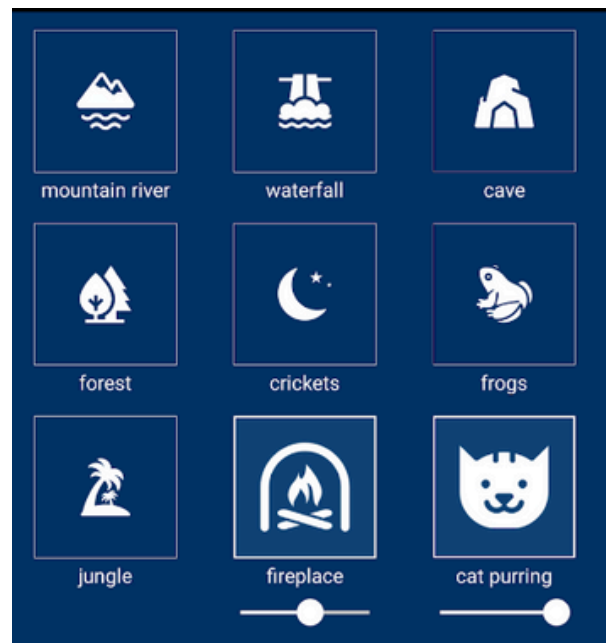 mountain river
waterfall
cave
forest
crickets
frogs
jungle
fireplace
cat purring